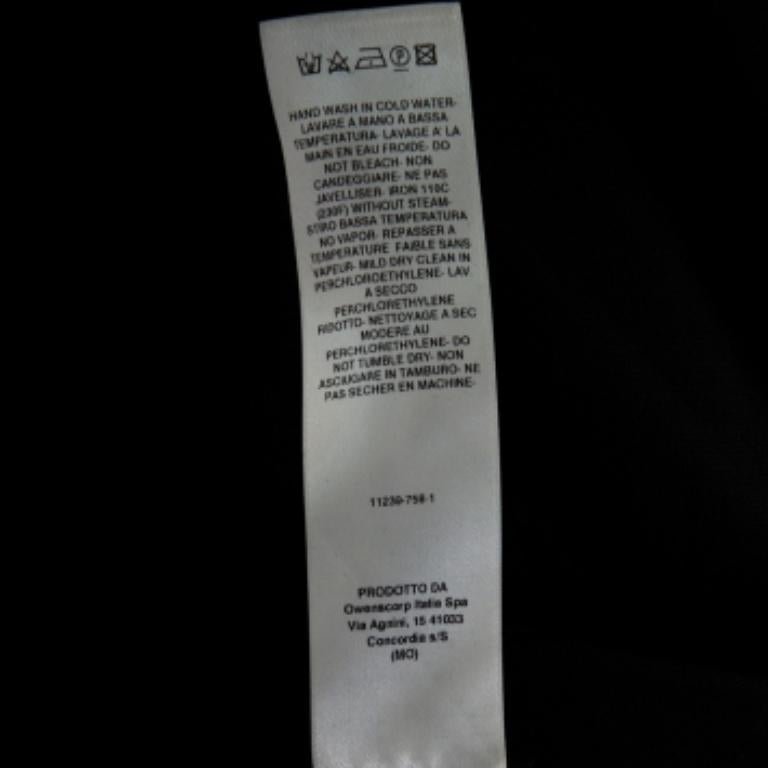 HAND WASH IN COLD WATER-
LAVARE A MANO A BASSA
TEMPERATURA- LAVAGE A' LA
MAIN EN EAU FROIDE- DO
NOT BLEACH- NON
CANDEGGIARE- NE PAS
JAVELLISER- IRON 110C
(230F) WITHOUT STEAM-
STIRO BASSA TEMPERATURA
NO VAPOR- REPASSER A
TEMPERATURE FAIBLE SANS
VAPEUR- MILD DRY CLEAN IN
PERCHLOROETHYLENE- LAV.
A SECCO
PERCHLORETHYLENE
RIDOTTO- NETTOYAGE A SEC
MODERE AU
PERCHLORETHYLENE- DO
NOT TUMBLE DRY- NON
ASCIUGARE IN TAMBURO- NE
PAS SECHER EN MACHINE-
11239-758-1
PRODOTTO DA
Owenscorp Italia Spa
Via Agnini, 15 41033
Concordia s/S
(MO)